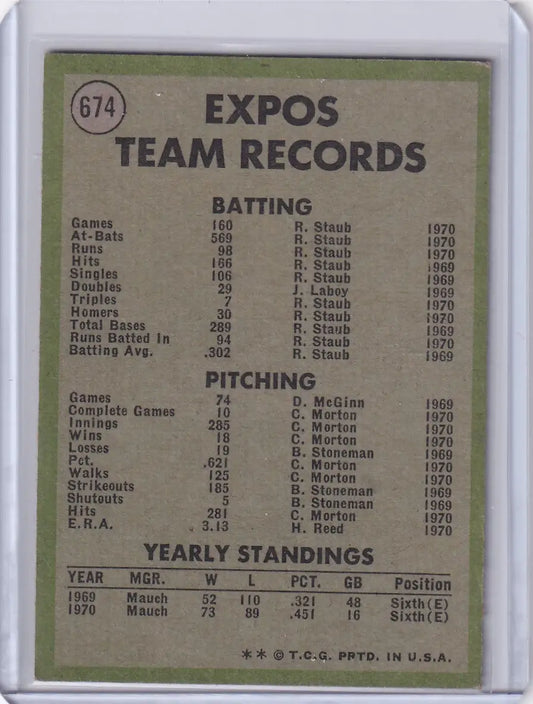 674
EXPOS
TEAM RECORDS
BATTING
Games 160 R. Staub 1970
At-Bats 569 R. Staub 1970
Runs 98 R. Staub 1970
Hits 166 R. Staub 1969
Singles 106 R. Staub 1969
Doubles 29 J. Laboy 1969
Triples 7 R. Staub 1970
Homers 30 R. Staub 1970
Total Bases 289 R. Staub 1969
Runs Batted In 94 R. Staub 1970
Batting Avg. .302 R. Staub 1969
PITCHING
Games 74 D. McGinn 1969
Complete Games 10 C. Morton 1970
Innings 285 C. Morton 1970
Wins 18 C. Morton 1970
Losses 19 B. Stoneman 1969
Pct. .621 C. Morton 1970
Walks 125 C. Morton 1970
Strikeouts 185 B. Stoneman 1969
Shutouts 5 B. Stoneman 1969
Hits 281 C. Morton 1970
E.R.A. 3.13 H. Reed 1970
YEARLY STANDINGS
YEAR MGR. W L PCT. GB Position
1969 Mauch 52 110 .321 48 Sixth(E)
1970 Mauch 73 89 .451 16 Sixth(E)
** © T.C.G. PRTD. IN U.S.A.